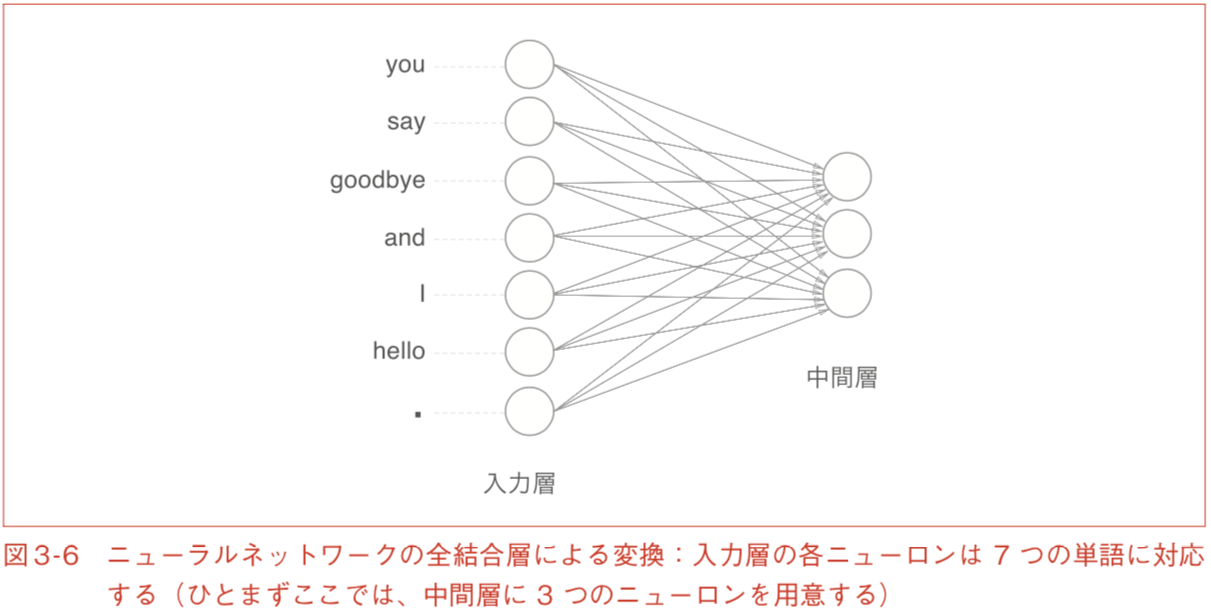 you
say
goodbye
and
I
hello
.
中間層
入力層
図3-6 ニューラルネットワークの全結合層による変換：入力層の各ニューロンは 7 つの単語に対応
する（ひとまずここでは、中間層に 3 つのニューロンを用意する）